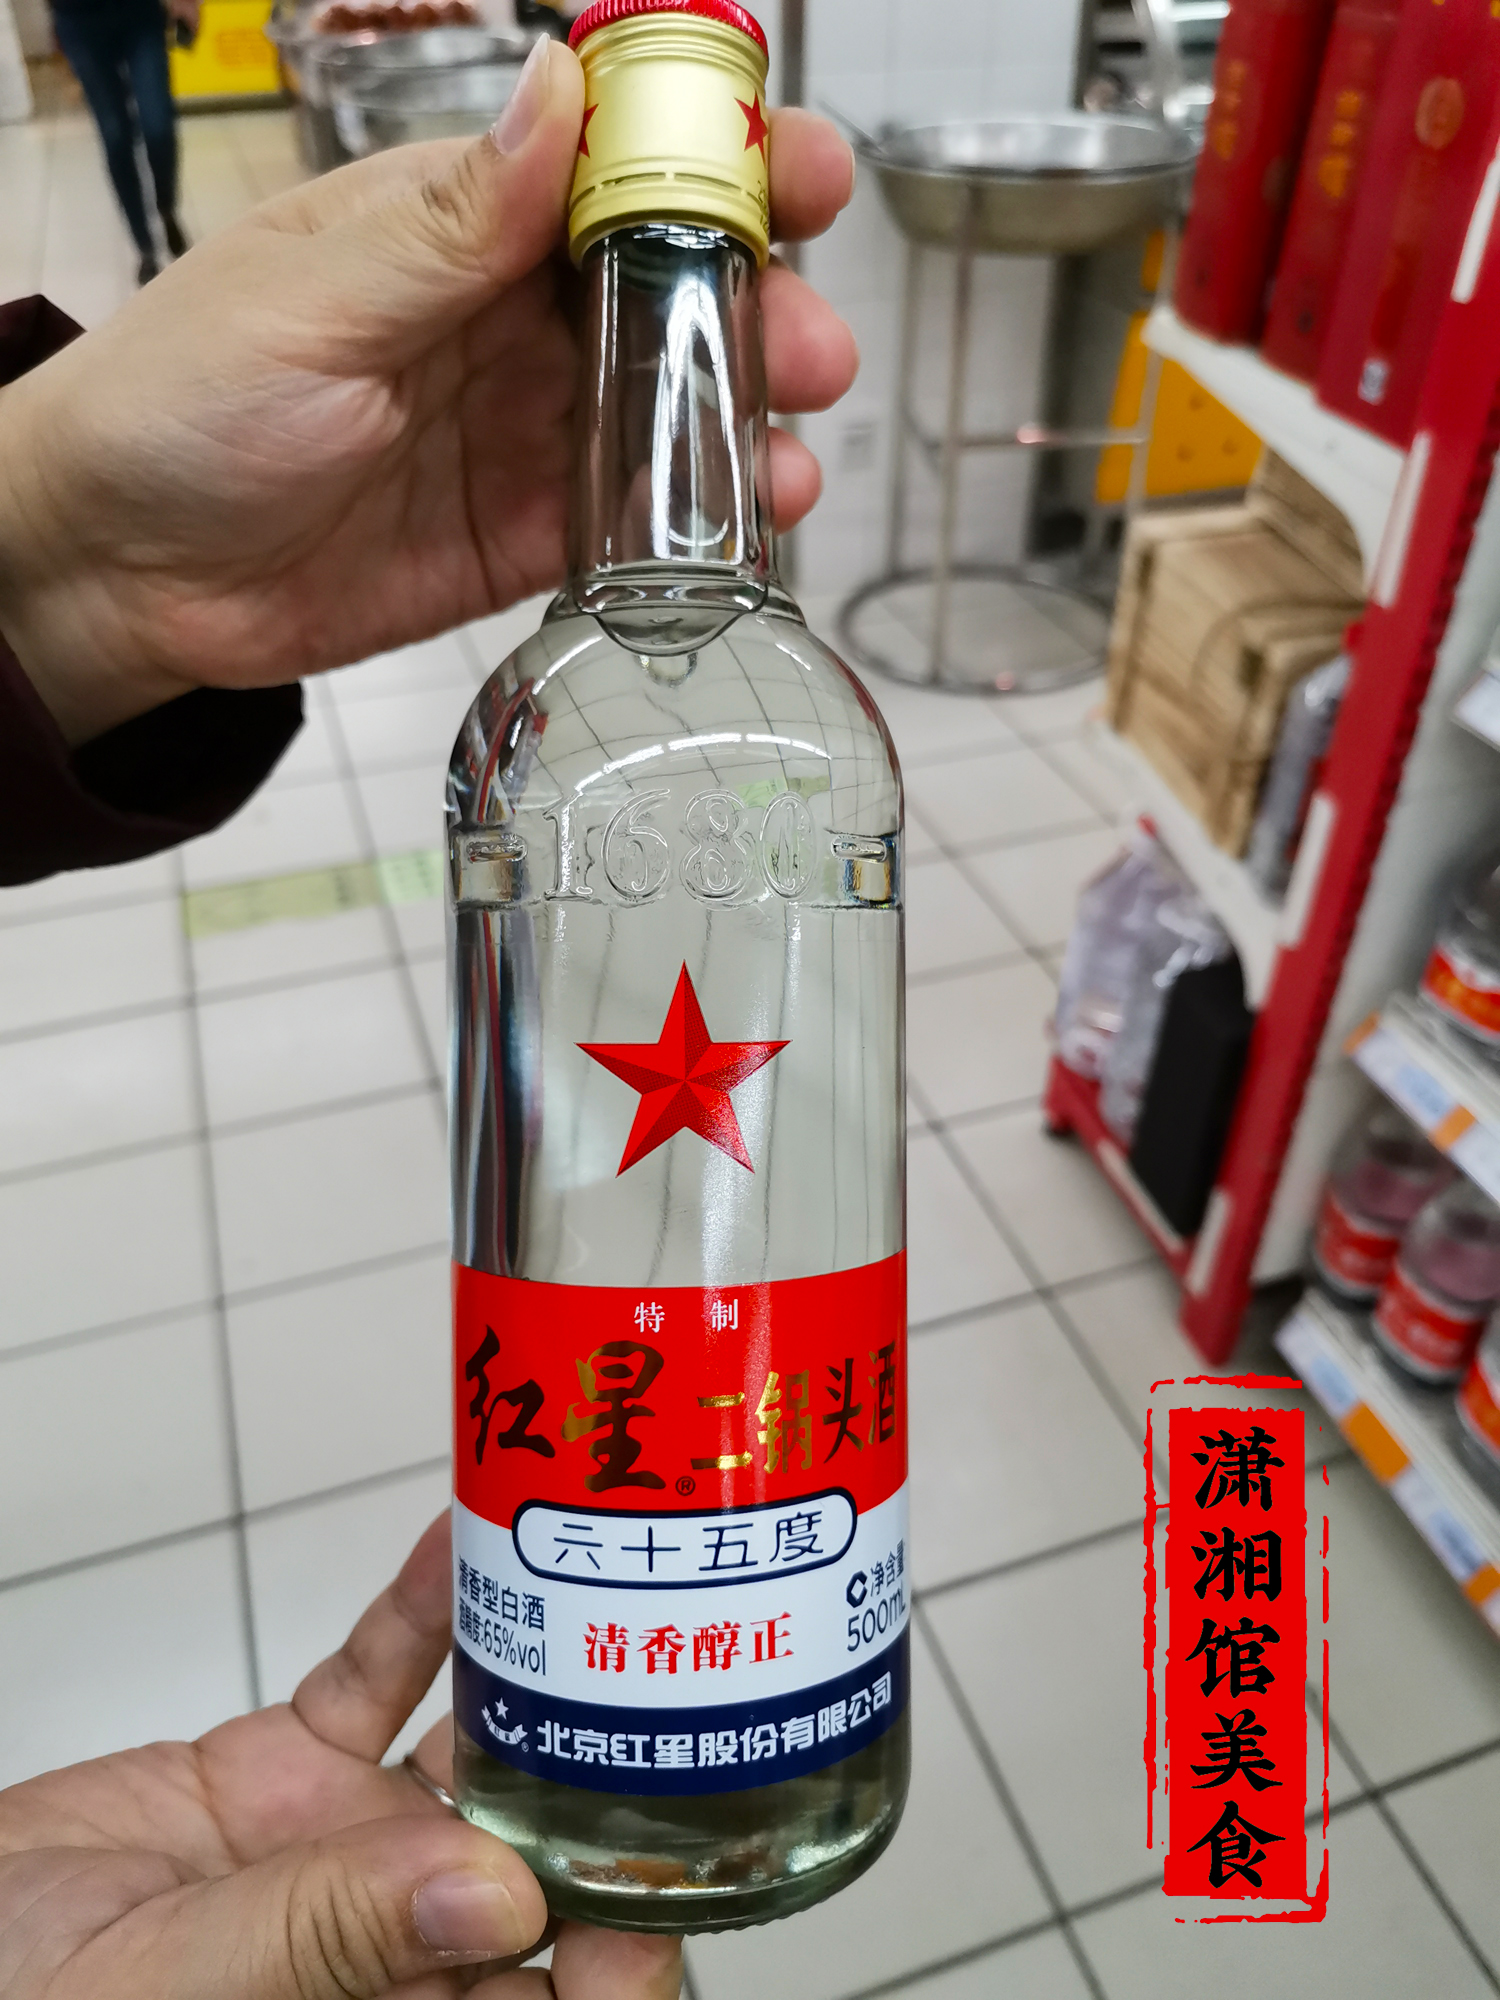 1680
特制
红星二锅头酒
®
六十五度
清香型白酒
酒精度:65%vol
清香醇正
净含量:
500mL
北京红星股份有限公司
潇湘馆美食